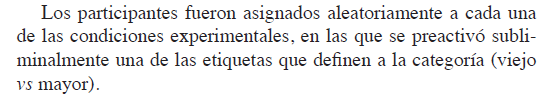 Los participantes fueron asignados aleatoriamente a cada una
de las condiciones experimentales, en las que se preactivó subli-
minalmente una de las etiquetas que definen a la categoría (viejo
vs mayor).